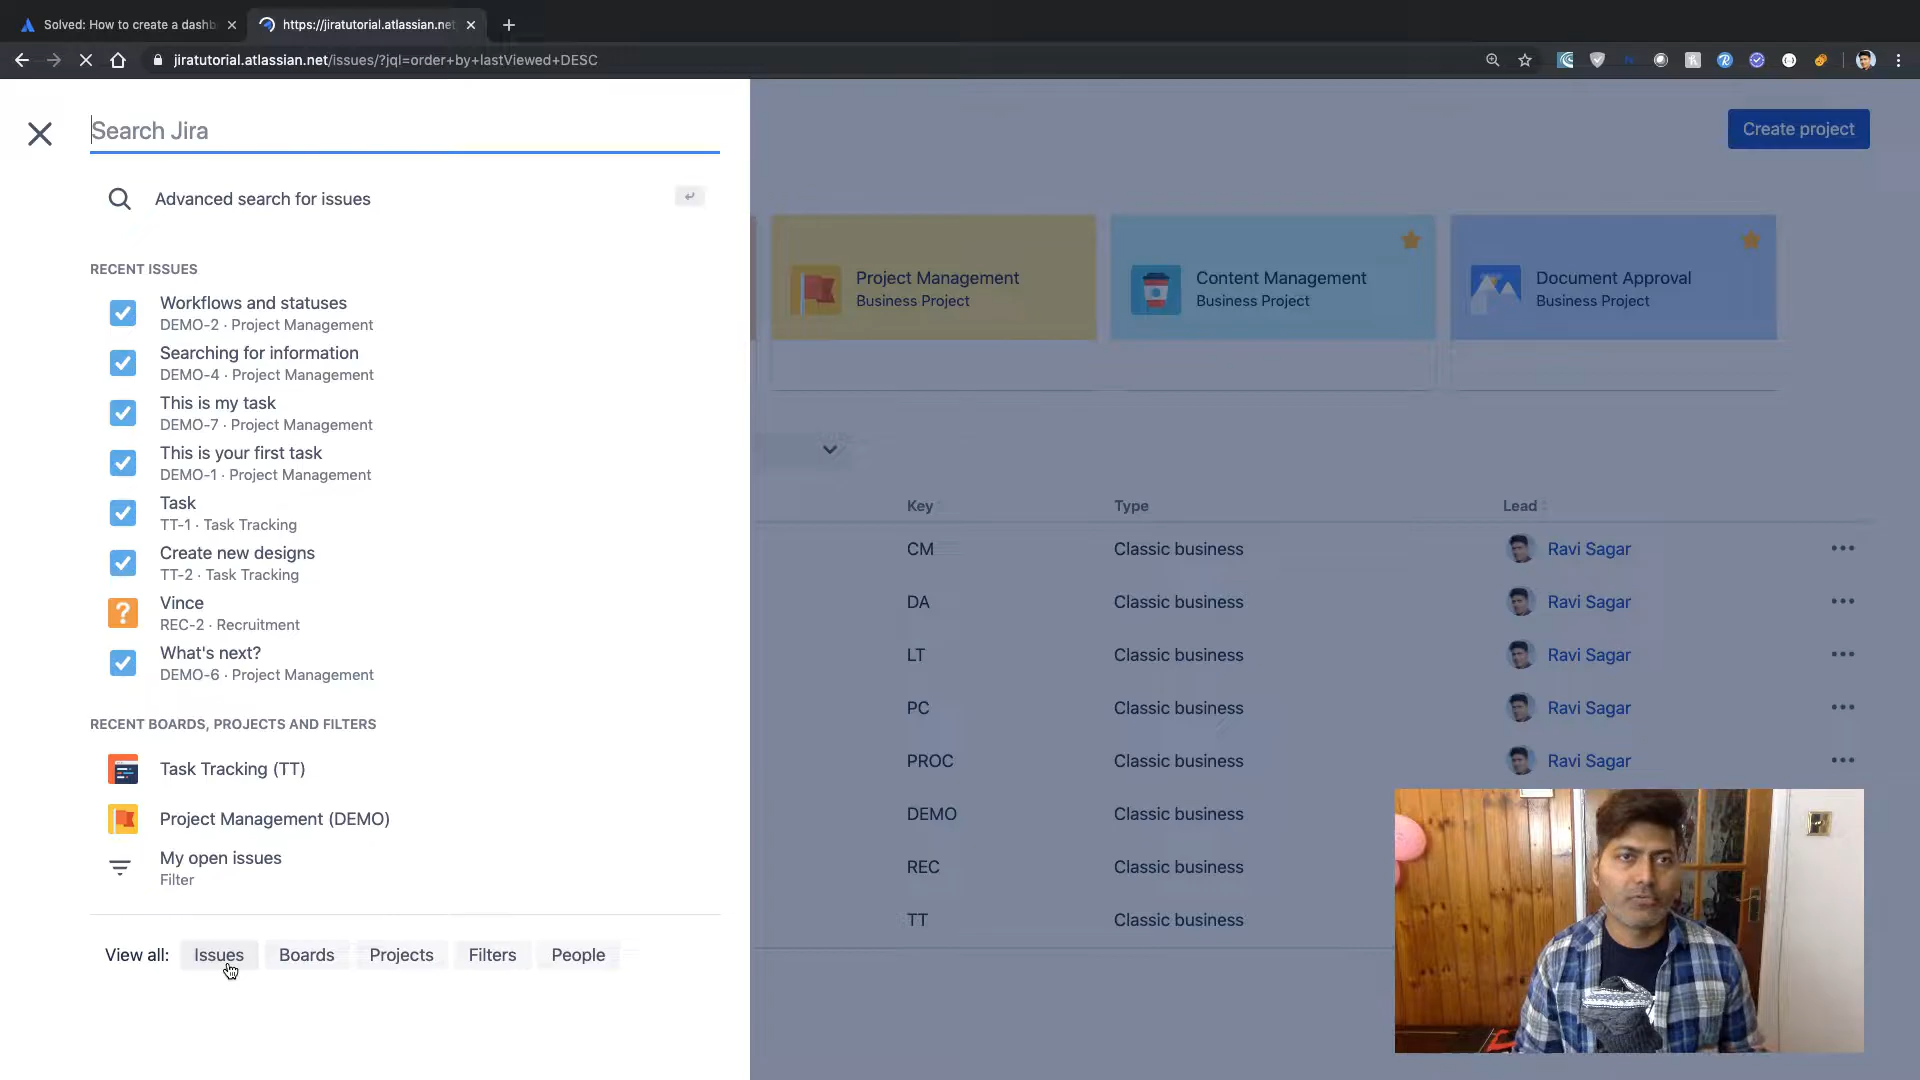 Solved: How to create a dashb
https://jiratutorial.atlassian.net
jiratutorial.atlassian.net/issues/?jql=order+by+lastViewed+DESC
Search Jira
Create project
Advanced search for issues
RECENT ISSUES
Workflows and statuses
DEMO-2 · Project Management
Searching for information
DEMO-4 · Project Management
This is my task
DEMO-7 · Project Management
This is your first task
DEMO-1 · Project Management
Task
TT-1 · Task Tracking
Create new designs
TT-2 · Task Tracking
Vince
REC-2 · Recruitment
What's next?
DEMO-6 · Project Management
RECENT BOARDS, PROJECTS AND FILTERS
Task Tracking (TT)
Project Management (DEMO)
My open issues
Filter
View all: Issues Boards Projects Filters People
Project Management
Business Project
Content Management
Business Project
Document Approval
Business Project
Key Type Lead
CM Classic business Ravi Sagar
DA Classic business Ravi Sagar
LT Classic business Ravi Sagar
PC Classic business Ravi Sagar
PROC Classic business Ravi Sagar
DEMO Classic business
REC Classic business
TT Classic business